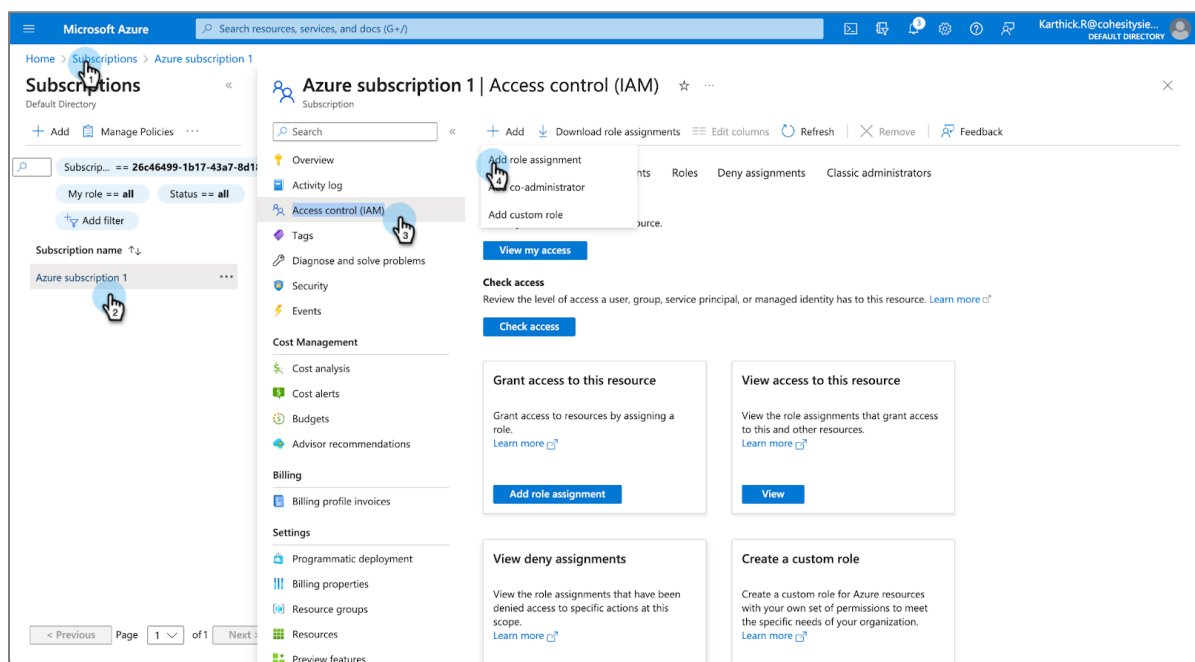 Microsoft Azure
Search resources, services, and docs (G+/)
3
Karthick.R@cohesitysie...
DEFAULT DIRECTORY
Home > Subscriptions > Azure subscription 1
Subscriptions
Default Directory
Add Manage Policies ...
Subscrip... == 26c46499-1b17-43a7-8d18
My role == all Status == all
Add filter
Subscription name ↑↓
Azure subscription 1 ...
1
2
< Previous Page 1 of 1 Next >
Azure subscription 1 | Access control (IAM) ...
Subscription
Search
Overview
Activity log
Access control (IAM)
3
Tags
Diagnose and solve problems
Security
Events
Cost Management
Cost analysis
Cost alerts
Budgets
Advisor recommendations
Billing
Billing profile invoices
Settings
Programmatic deployment
Billing properties
Resource groups
Resources
Preview features
Add Download role assignments Edit columns Refresh Remove Feedback
Add role assignment
4
co-administrator
Add custom role
nts Roles Deny assignments Classic administrators
ource.
View my access
Check access
Review the level of access a user, group, service principal, or managed identity has to this resource. Learn more
Check access
Grant access to this resource
Grant access to resources by assigning a
role.
Learn more
Add role assignment
View access to this resource
View the role assignments that grant access
to this and other resources.
Learn more
View
View deny assignments
View the role assignments that have been
denied access to specific actions at this
scope.
Learn more
Create a custom role
Create a custom role for Azure resources
with your own set of permissions to meet
the specific needs of your organization.
Learn more